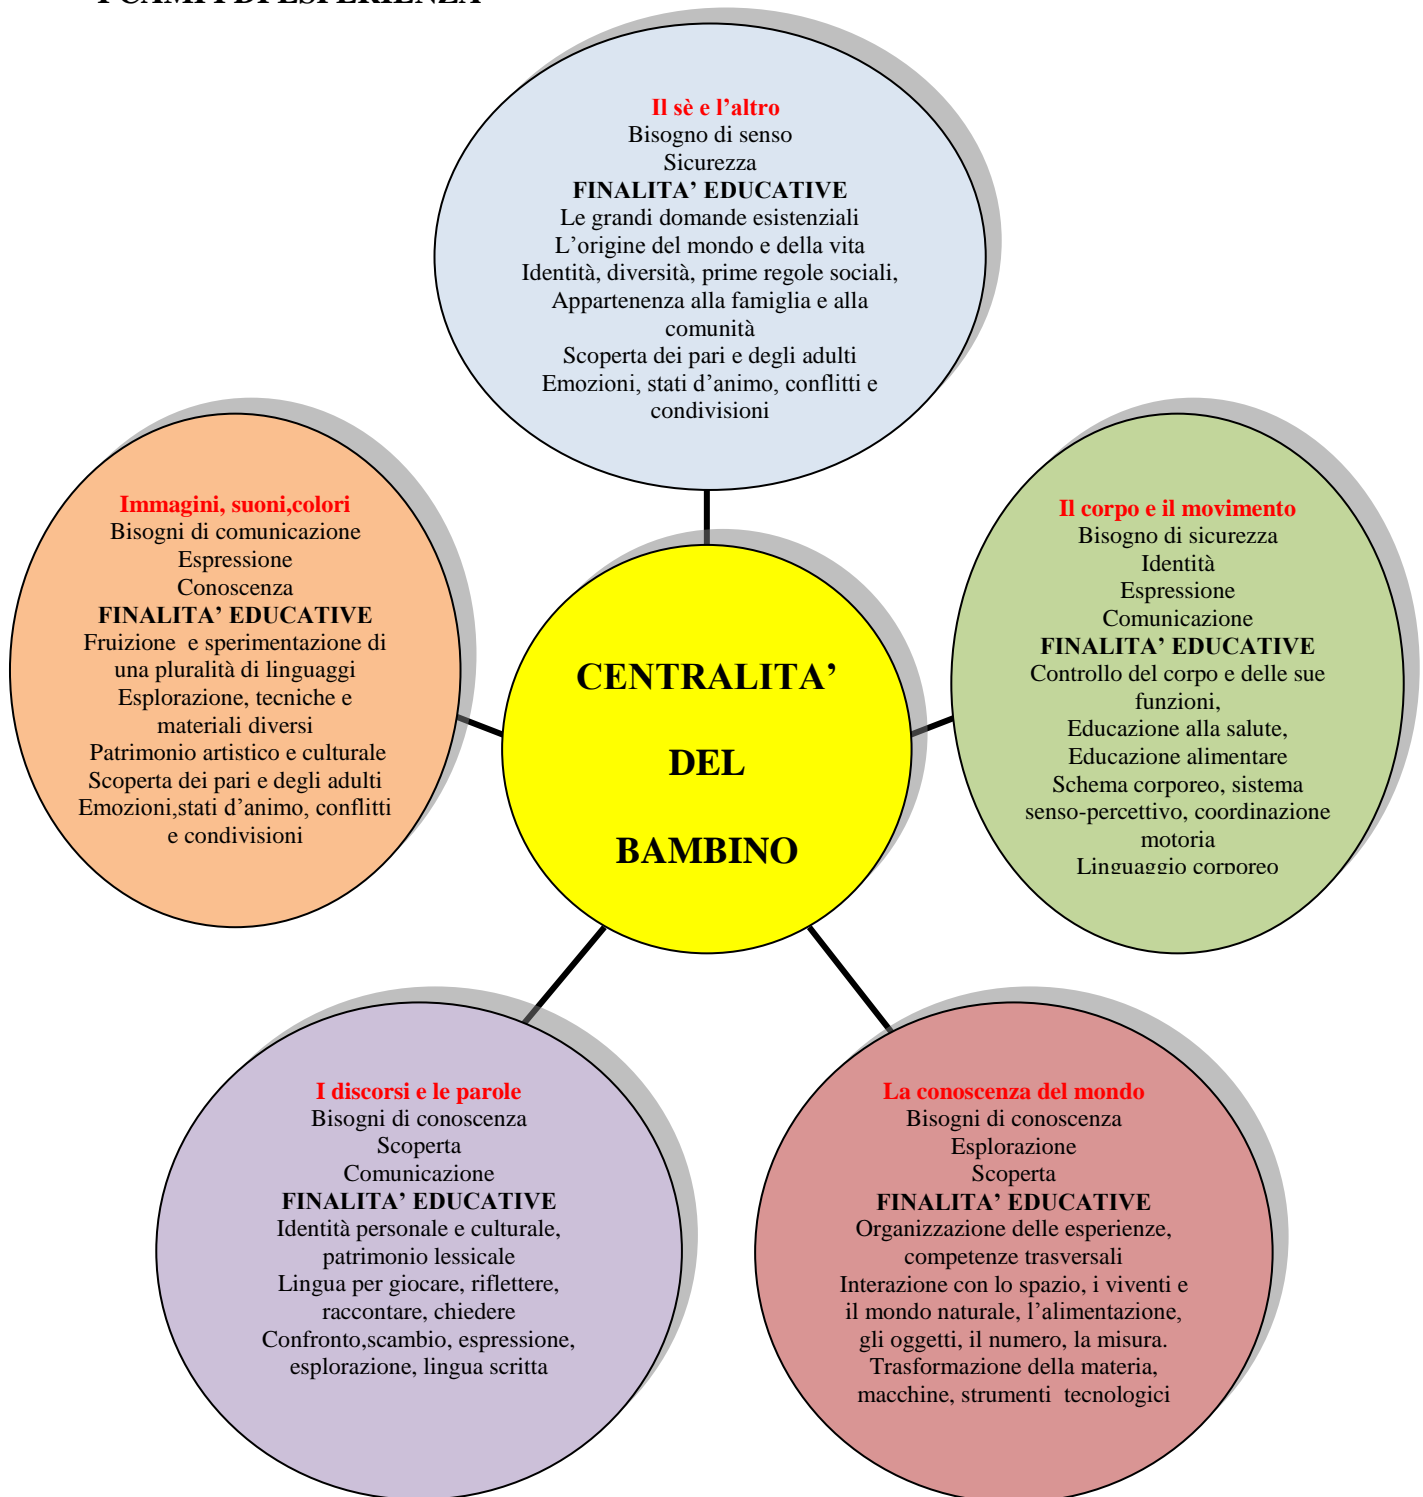 I CAMPI DI ESPERIENZA
Il sè e l’altro
Bisogno di senso
Sicurezza
FINALITA’ EDUCATIVE
Le grandi domande esistenziali
L’origine del mondo e della vita
Identità, diversità, prime regole sociali,
Appartenenza alla famiglia e alla
comunità
Scoperta dei pari e degli adulti
Emozioni, stati d’animo, conflitti e
condivisioni
Immagini, suoni,colori
Bisogni di comunicazione
Espressione
Conoscenza
FINALITA’ EDUCATIVE
Fruizione e sperimentazione di
una pluralità di linguaggi
Esplorazione, tecniche e
materiali diversi
Patrimonio artistico e culturale
Scoperta dei pari e degli adulti
Emozioni,stati d’animo, conflitti
e condivisioni
CENTRALITA’
DEL
BAMBINO
Il corpo e il movimento
Bisogno di sicurezza
Identità
Espressione
Comunicazione
FINALITA’ EDUCATIVE
Controllo del corpo e delle sue
funzioni,
Educazione alla salute,
Educazione alimentare
Schema corporeo, sistema
senso-percettivo, coordinazione
motoria
Linguaggio corporeo
I discorsi e le parole
Bisogni di conoscenza
Scoperta
Comunicazione
FINALITA’ EDUCATIVE
Identità personale e culturale,
patrimonio lessicale
Lingua per giocare, riflettere,
raccontare, chiedere
Confronto,scambio, espressione,
esplorazione, lingua scritta
La conoscenza del mondo
Bisogni di conoscenza
Esplorazione
Scoperta
FINALITA’ EDUCATIVE
Organizzazione delle esperienze,
competenze trasversali
Interazione con lo spazio, i viventi e
il mondo naturale, l’alimentazione,
gli oggetti, il numero, la misura.
Trasformazione della materia,
macchine, strumenti tecnologici